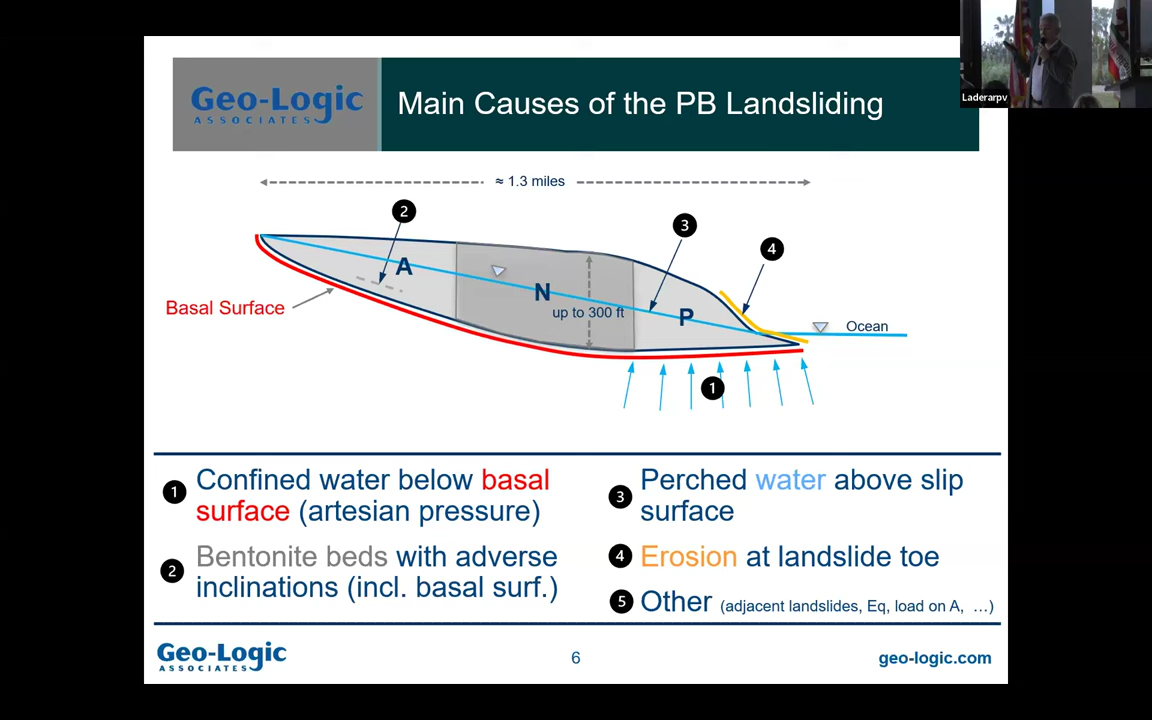 Geo-Logic
ASSOCIATES
Main Causes of the PB Landsliding
Laderarpv
≈ 1.3 miles
2
3
4
A
N
P
up to 300 ft
Basal Surface
Ocean
1
1 Confined water below basal
surface (artesian pressure)
2 Bentonite beds with adverse
inclinations (incl. basal surf.)
3 Perched water above slip
surface
4 Erosion at landslide toe
5 Other (adjacent landslides, Eq, load on A, …)
Geo-Logic
ASSOCIATES
6
geo-logic.com